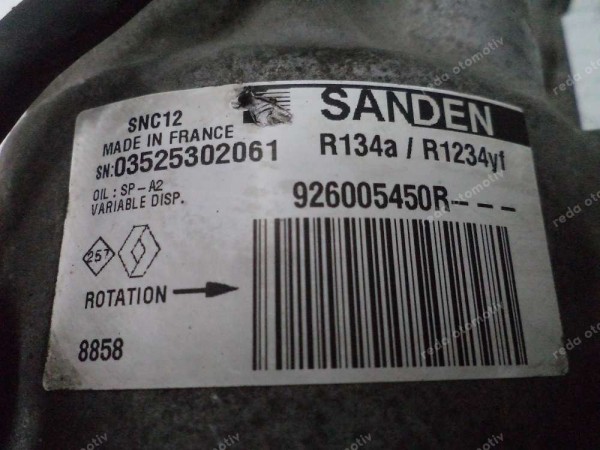 SNC12
MADE IN FRANCE
SN:03525302061
OIL : SP-A2
VARIABLE DISP.
SANDEN
R134a / R1234yf
926005450R---
257
ROTATION
8858
reda otomotiv